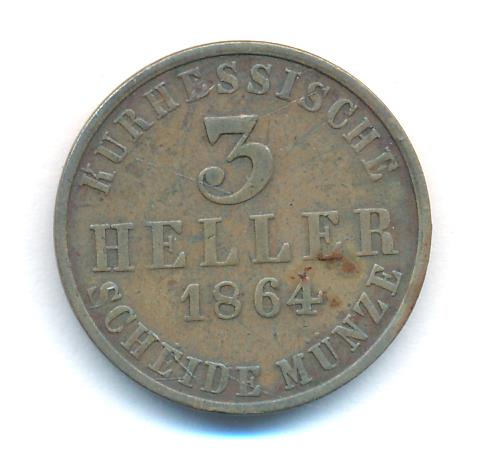 KURHESSISCHE
3
HELLER
1864
SCHEIDE MUNZE